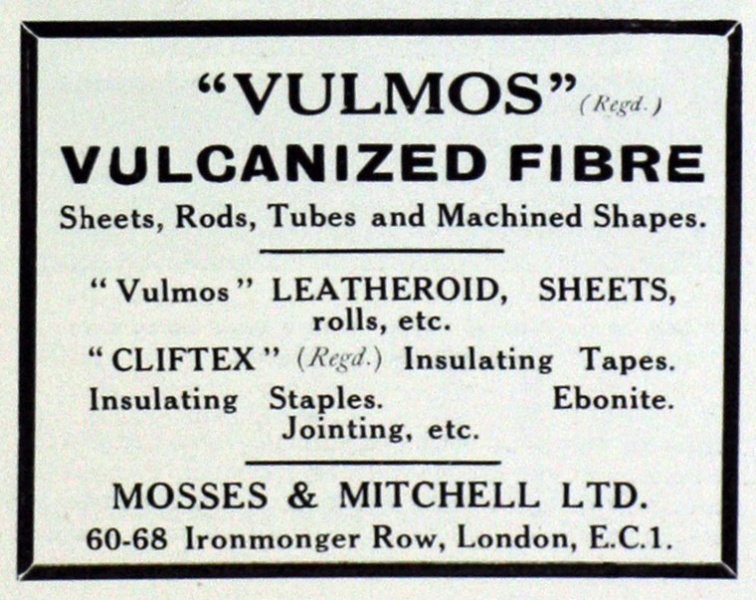 “VULMOS” (Regd.)
VULCANIZED FIBRE
Sheets, Rods, Tubes and Machined Shapes.
“Vulmos” LEATHEROID, SHEETS,
rolls, etc.
“CLIFTEX” (Regd.) Insulating Tapes.
Insulating Staples. Ebonite.
Jointing, etc.
MOSSES & MITCHELL LTD.
60-68 Ironmonger Row, London, E.C.1.